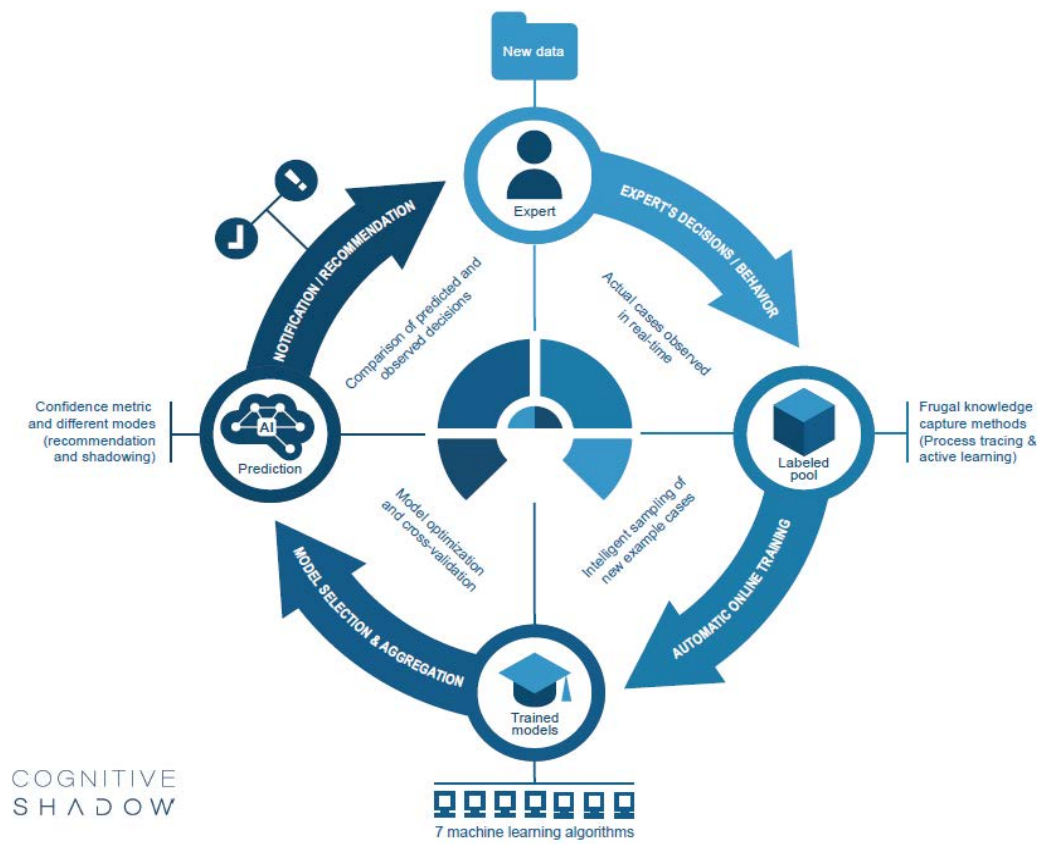 New data
Expert
EXPERT'S DECISIONS / BEHAVIOR
NOTIFICATION / RECOMMENDATION
Comparison of predicted and
observed decisions
Actual cases observed
in real-time
Confidence metric
and different modes
(recommendation
and shadowing)
AI
Prediction
Labeled
pool
Frugal knowledge
capture methods
(Process tracing &
active learning)
Model optimization
and cross-validation
Intelligent sampling of
new example cases
MODEL SELECTION & AGGREGATION
AUTOMATIC ONLINE TRAINING
Trained
models
7 machine learning algorithms
COGNITIVE
SHADOW